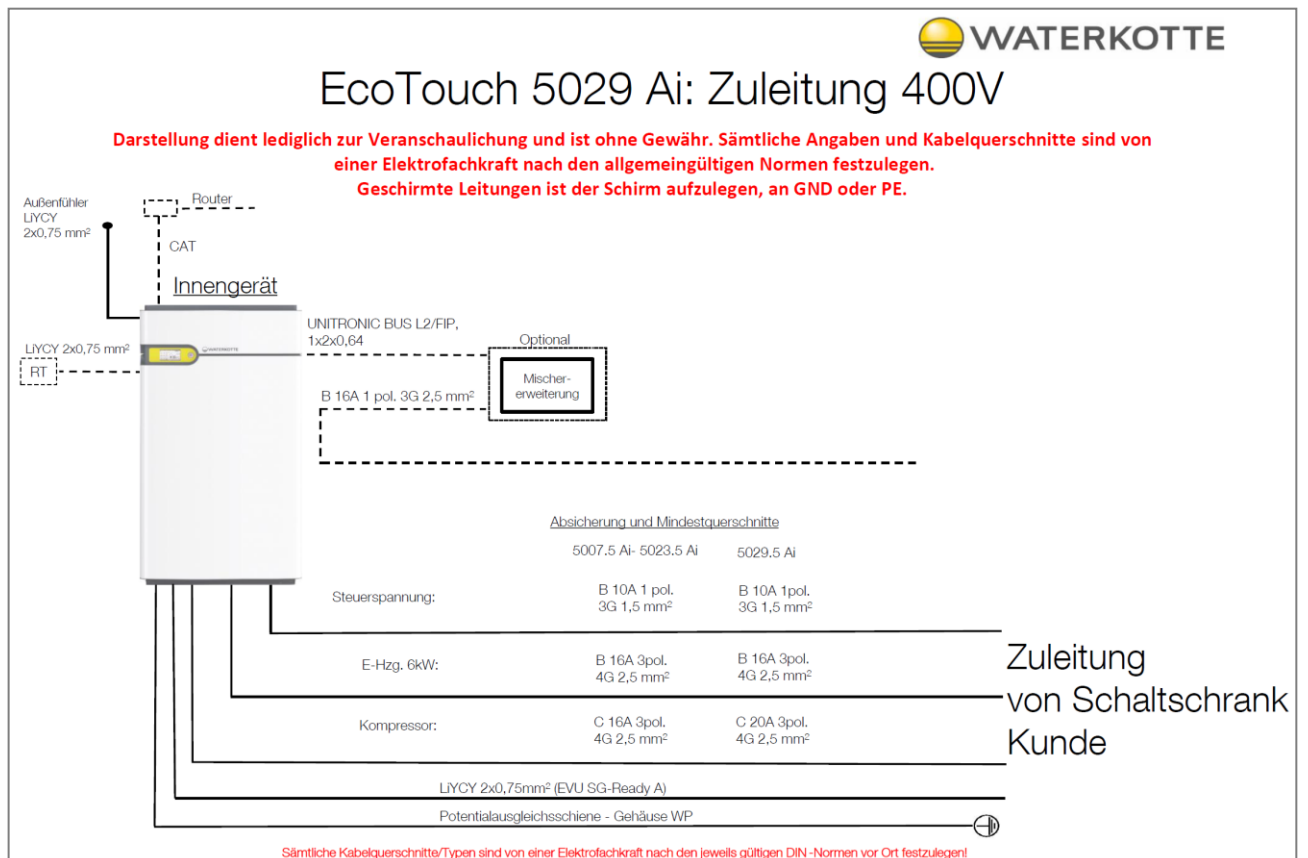 WATERKOTTE
EcoTouch 5029 Ai: Zuleitung 400V
Darstellung dient lediglich zur Veranschaulichung und ist ohne Gewähr. Sämtliche Angaben und Kabelquerschnitte sind von
einer Elektrofachkraft nach den allgemeingültigen Normen festzulegen.
Geschirmte Leitungen ist der Schirm aufzulegen, an GND oder PE.
Außenfühler
LiYCY
2x0,75 mm²
Router
CAT
Innengerät
UNITRONIC BUS L2/FIP,
1x2x0,64
LiYCY 2x0,75 mm²
RT
WATERKOTTE
Optional
Mischer-
erweiterung
B 16A 1 pol. 3G 2,5 mm²
Absicherung und Mindestquerschnitte
5007.5 Ai- 5023.5 Ai 5029.5 Ai
Steuerspannung: B 10A 1 pol. B 10A 1pol.
3G 1,5 mm² 3G 1,5 mm²
E-Hzg. 6kW: B 16A 3pol. B 16A 3pol.
4G 2,5 mm² 4G 2,5 mm²
Kompressor: C 16A 3pol. C 20A 3pol.
4G 2,5 mm² 4G 2,5 mm²
Zuleitung
von Schaltschrank
Kunde
LiYCY 2x0,75mm² (EVU SG-Ready A)
Potentialausgleichsschiene - Gehäuse WP
Sämtliche Kabelquerschnitte/Typen sind von einer Elektrofachkraft nach den jeweils gültigen DIN -Normen vor Ort festzulegen!